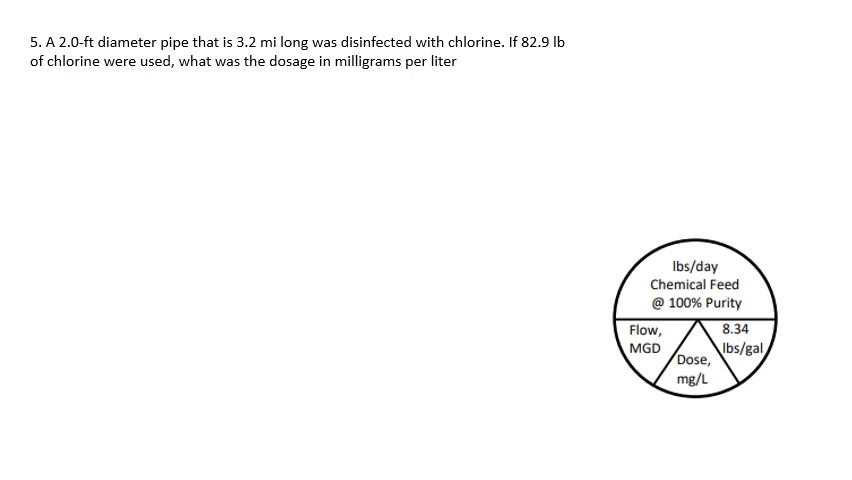 5. A 2.0-ft diameter pipe that is 3.2 mi long was disinfected with chlorine. If 82.9 lb
of chlorine were used, what was the dosage in milligrams per liter
lbs/day
Chemical Feed
@ 100% Purity
Flow,
MGD
Dose,
mg/L
8.34
lbs/gal